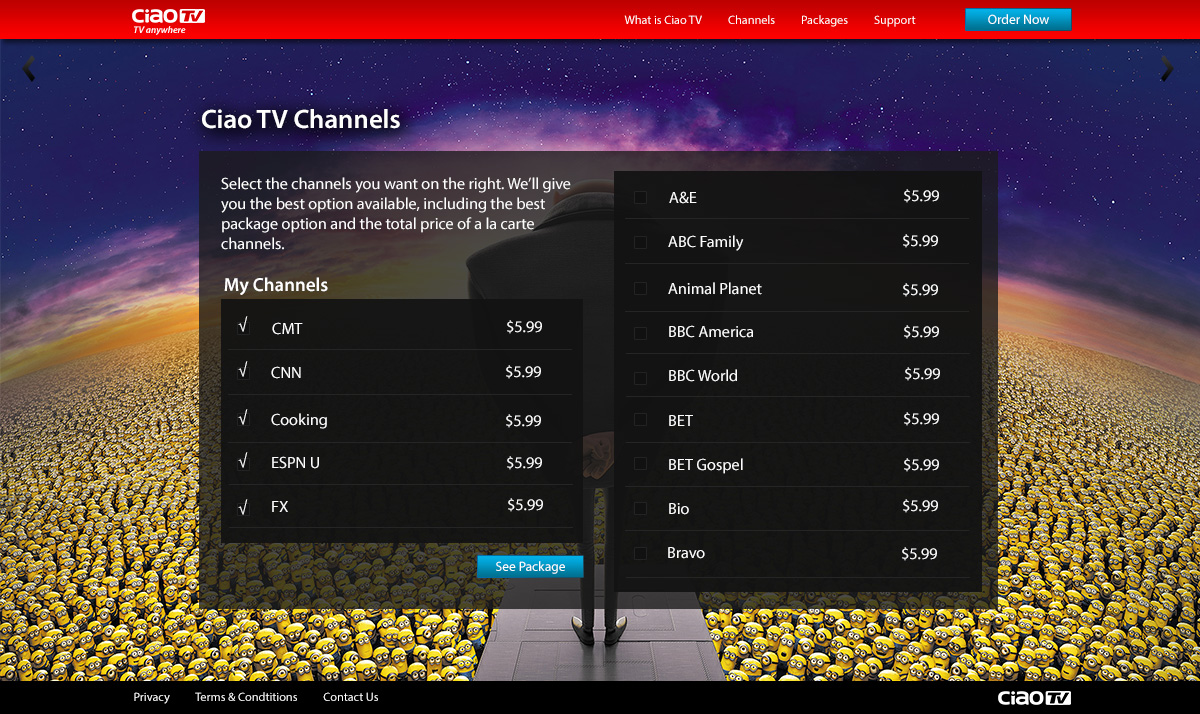 Ciao TV
TV anywhere
What is Ciao TV Channels Packages Support Order Now
Ciao TV Channels
Select the channels you want on the right. We'll give
you the best option available, including the best
package option and the total price of a la carte
channels.
My Channels
√ CMT $5.99
√ CNN $5.99
√ Cooking $5.99
√ ESPN U $5.99
√ FX $5.99
See Package
A&E $5.99
ABC Family $5.99
Animal Planet $5.99
BBC America $5.99
BBC World $5.99
BET $5.99
BET Gospel $5.99
Bio $5.99
Bravo $5.99
Privacy Terms & Condtitions Contact Us
Ciao TV